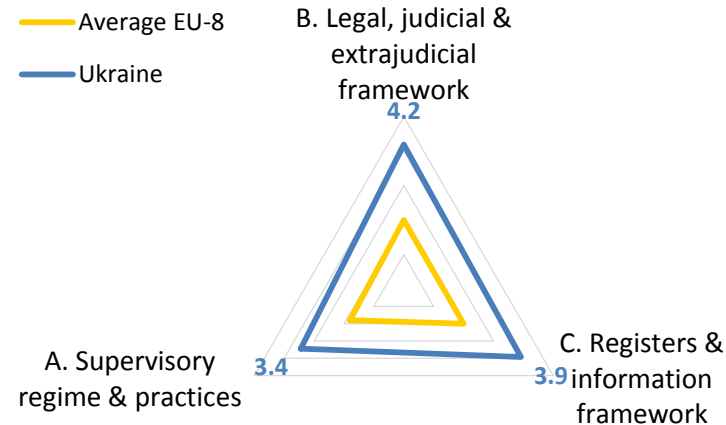 Average EU-8
Ukraine
B. Legal, judicial &
extrajudicial
framework
4.2
3.4
A. Supervisory
regime & practices
3.9
C. Registers &
information
framework